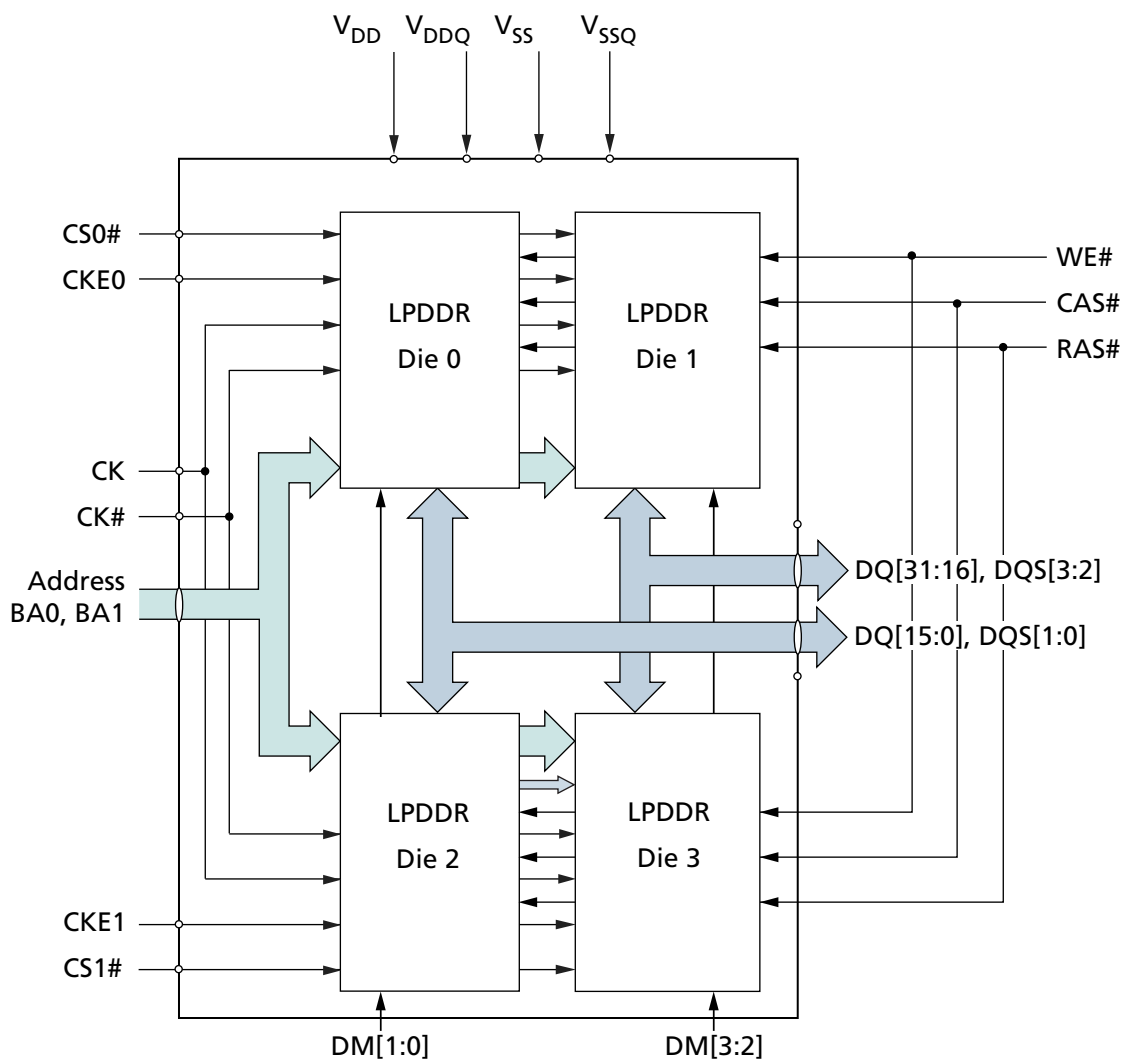 VDD VDDQ VSS VSSQ
CS0#
CKE0
CK
CK#
Address
BA0, BA1
CKE1
CS1#
LPDDR
Die 0
LPDDR
Die 1
LPDDR
Die 2
LPDDR
Die 3
WE#
CAS#
RAS#
DQ[31:16], DQS[3:2]
DQ[15:0], DQS[1:0]
DM[1:0]
DM[3:2]